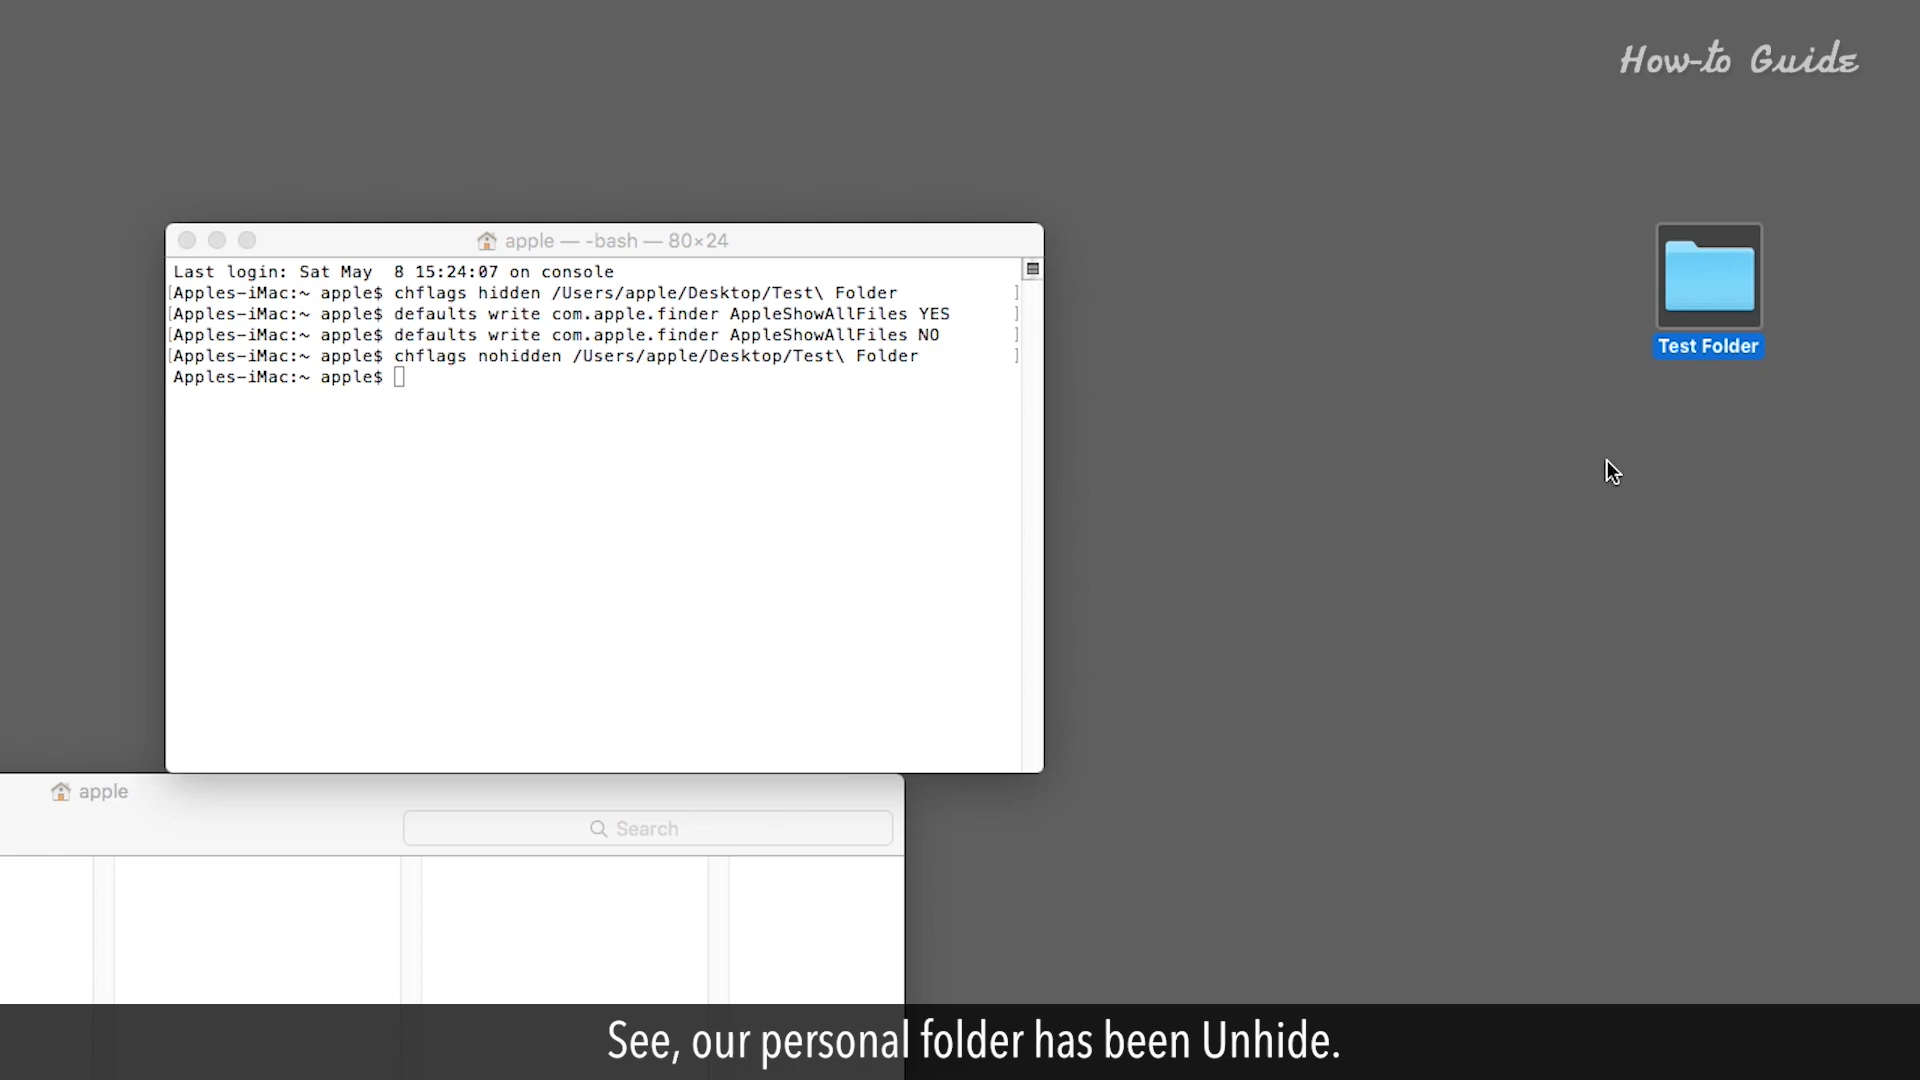 How-to Guide
apple — -bash — 80×24
Last login: Sat May  8 15:24:07 on console
[Apples-iMac:~ apple$ chflags hidden /Users/apple/Desktop/Test\ Folder ]
[Apples-iMac:~ apple$ defaults write com.apple.finder AppleShowAllFiles YES ]
[Apples-iMac:~ apple$ defaults write com.apple.finder AppleShowAllFiles NO ]
[Apples-iMac:~ apple$ chflags nohidden /Users/apple/Desktop/Test\ Folder ]
Apples-iMac:~ apple$
Test Folder
apple
Search
See, our personal folder has been Unhide.